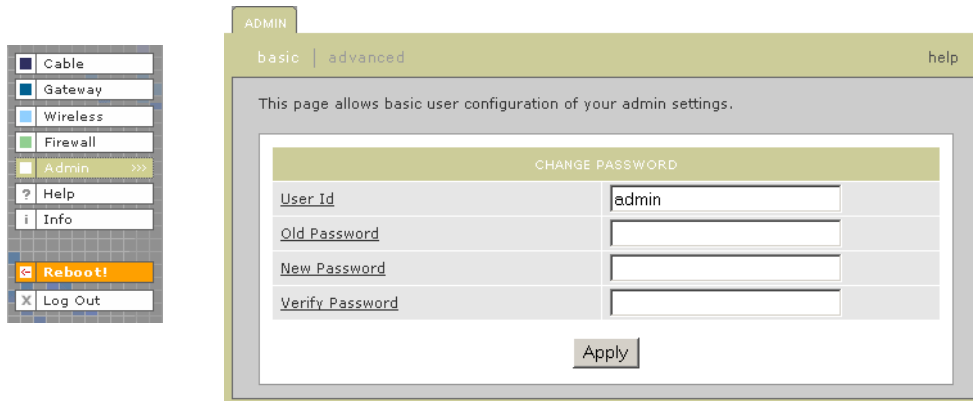 Cable
Gateway
Wireless
Firewall
Admin >>>
? Help
i Info
Reboot!
X Log Out
ADMIN
basic | advanced
help
This page allows basic user configuration of your admin settings.
CHANGE PASSWORD
User Id
admin
Old Password
New Password
Verify Password
Apply